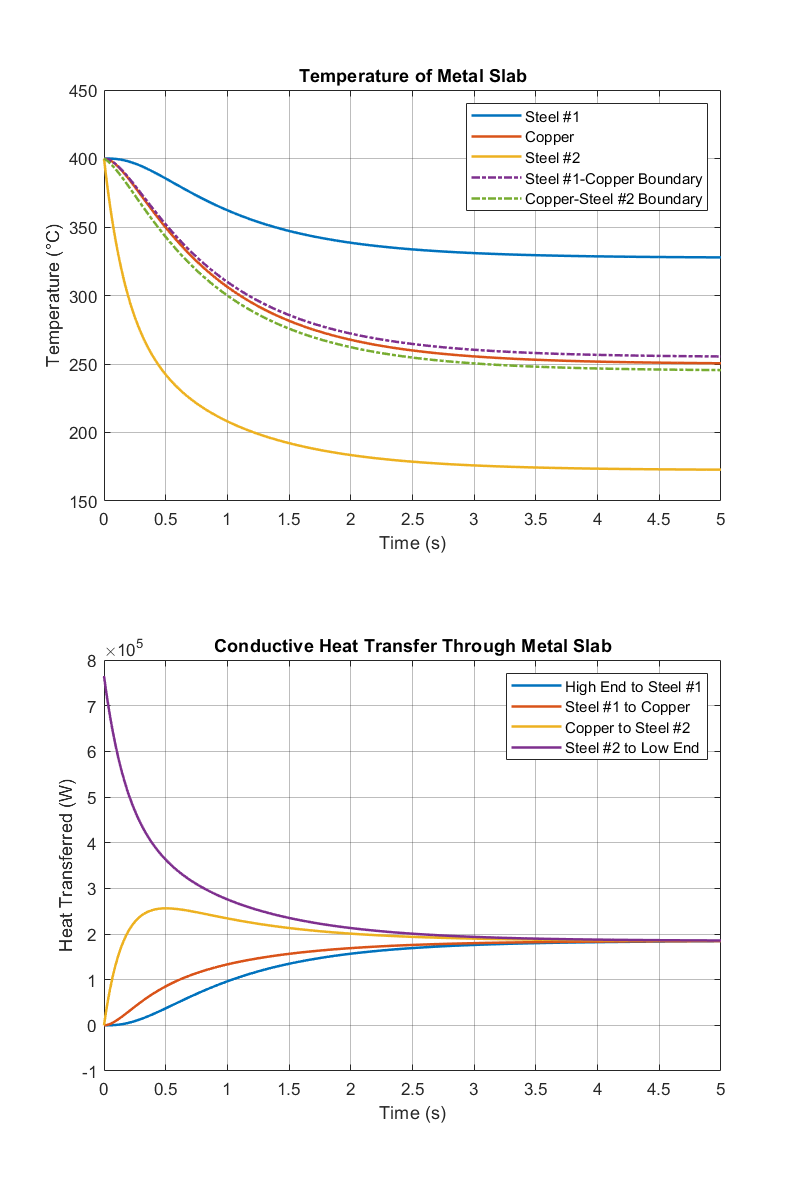 Temperature of Metal Slab
450
400
350
300
250
200
150
Temperature (°C)
Steel #1
Copper
Steel #2
Steel #1-Copper Boundary
Copper-Steel #2 Boundary
0 0.5 1 1.5 2 2.5 3 3.5 4 4.5 5
Time (s)
Conductive Heat Transfer Through Metal Slab
×10⁵
8
7
6
5
4
3
2
1
0
-1
Heat Transferred (W)
High End to Steel #1
Steel #1 to Copper
Copper to Steel #2
Steel #2 to Low End
0 0.5 1 1.5 2 2.5 3 3.5 4 4.5 5
Time (s)